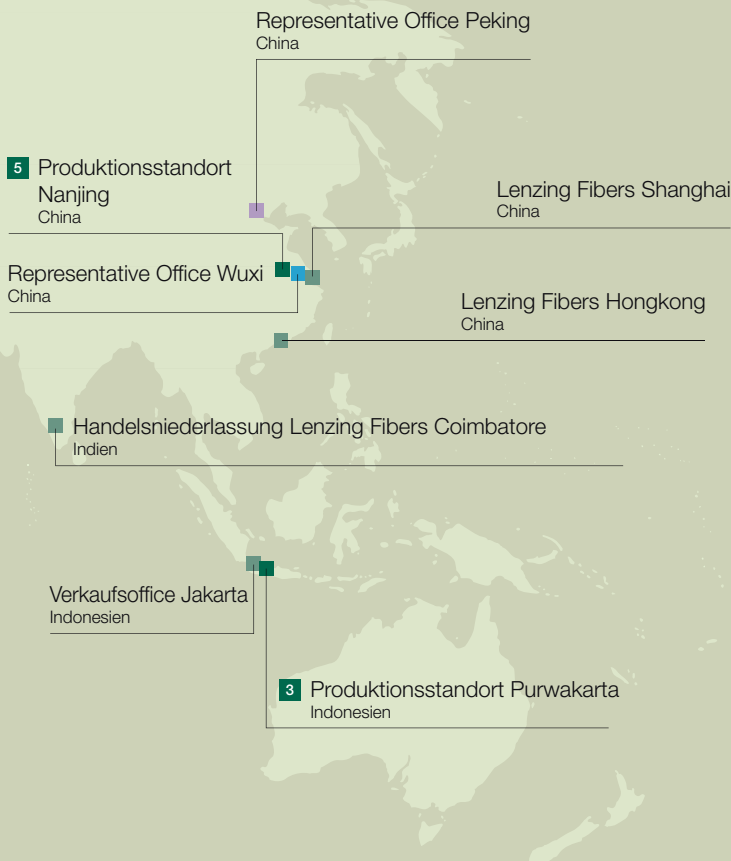 Representative Office Peking
China
5 Produktionsstandort
Nanjing
China
Lenzing Fibers Shanghai
China
Representative Office Wuxi
China
Lenzing Fibers Hongkong
China
Handelsniederlassung Lenzing Fibers Coimbatore
Indien
Verkaufsoffice Jakarta
Indonesien
3 Produktionsstandort Purwakarta
Indonesien